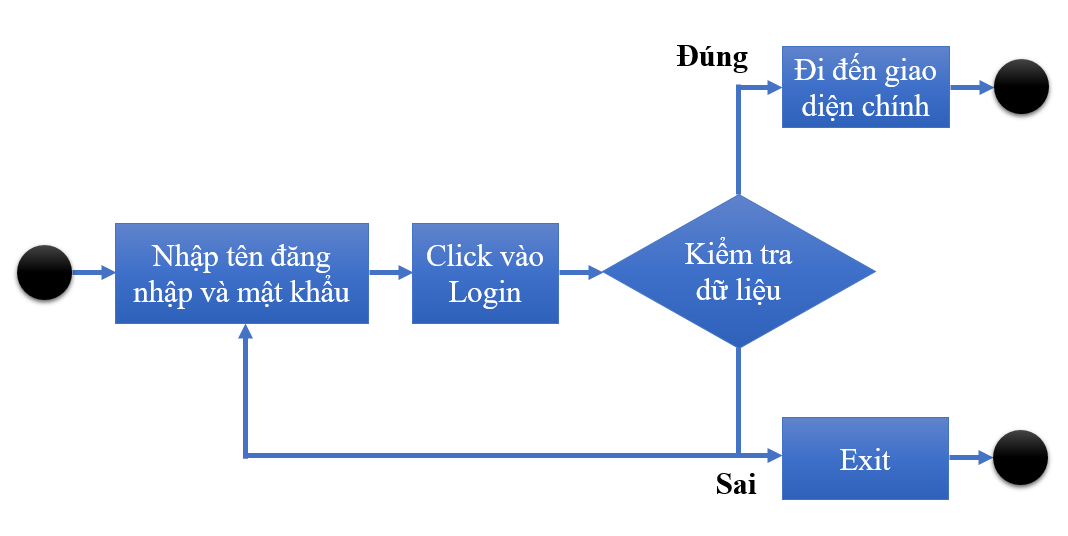 Đúng
Đi đến giao
diện chính
Nhập tên đăng
nhập và mật khẩu
Click vào
Login
Kiểm tra
dữ liệu
Sai
Exit